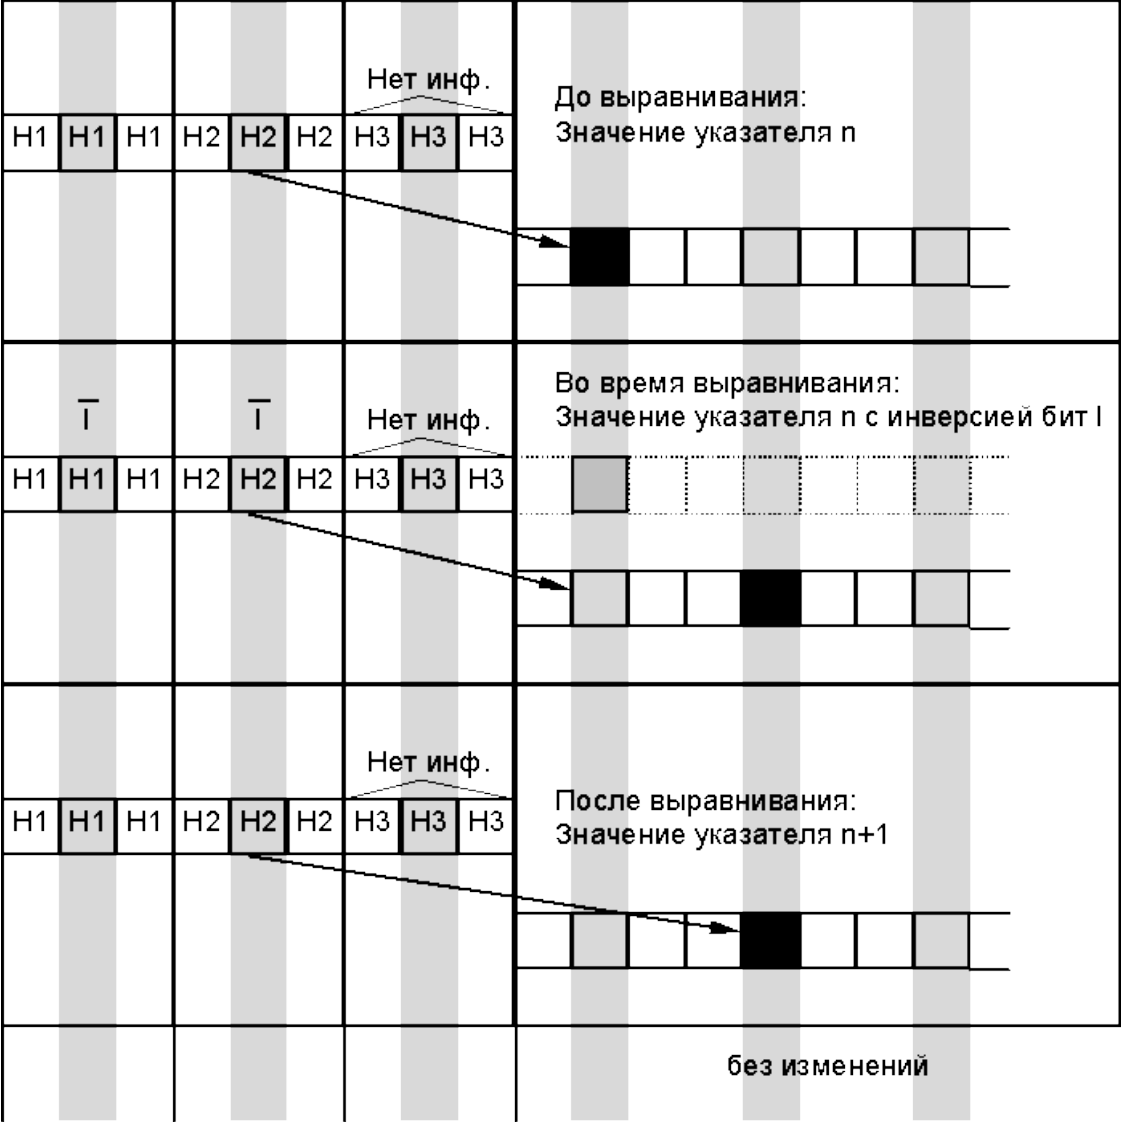 Нет инф.
До выравнивания:
Значение указателя n
H1 H1 H1 H2 H2 H2 H3 H3 H3
Во время выравнивания:
Значение указателя n с инверсией бит I
I I
Нет инф.
H1 H1 H1 H2 H2 H2 H3 H3 H3
Нет инф.
После выравнивания:
Значение указателя n+1
H1 H1 H1 H2 H2 H2 H3 H3 H3
без изменений